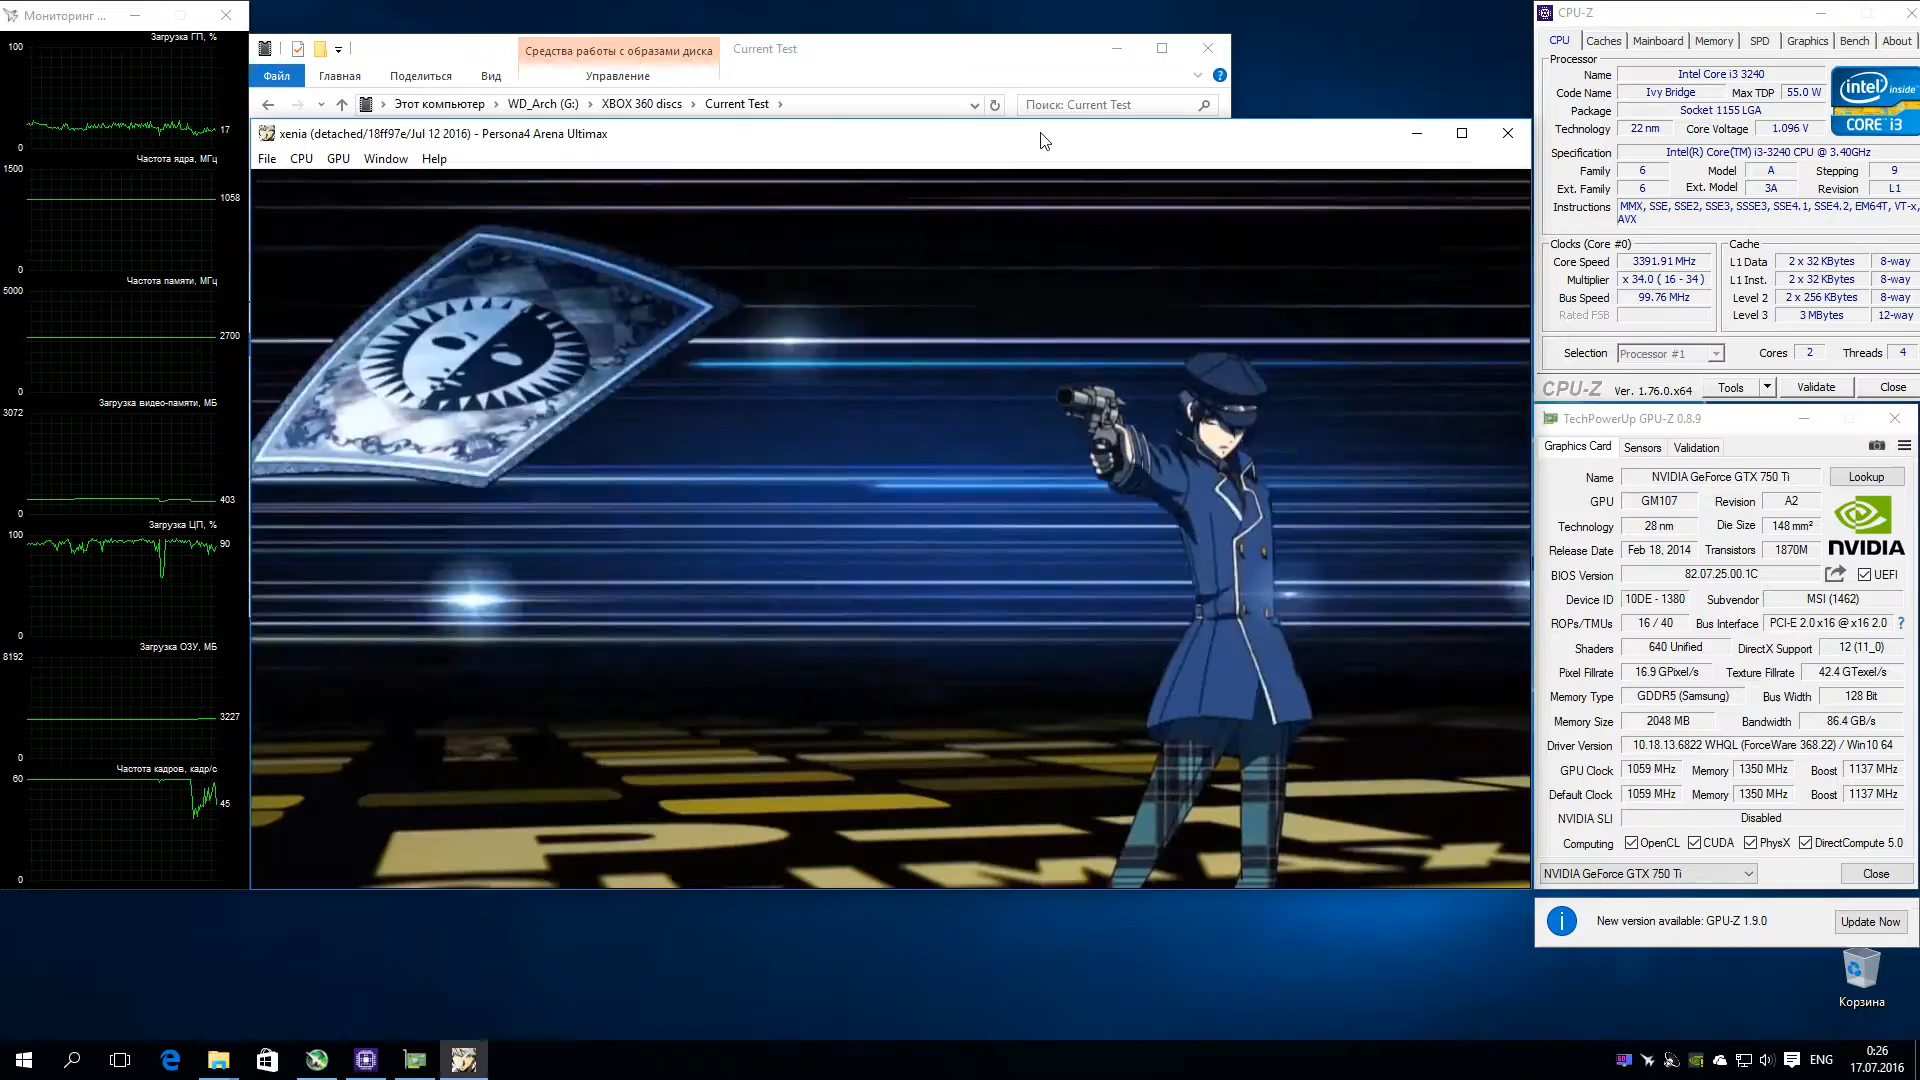 Мониторинг ...
Загрузка ГП, %
100
17
0
Частота ядра, МГц
1500
1058
0
Частота памяти, МГц
5000
2700
0
Загрузка видео-памяти, МБ
3072
403
0
Загрузка ЦП, %
100
90
0
Загрузка ОЗУ, МБ
8192
3227
0
Частота кадров, кадр/с
60
45
0
Средства работы с образами диска
Current Test
Файл Главная Поделиться Вид Управление
Этот компьютер WD_Arch (G:) XBOX 360 discs Current Test
Поиск: Current Test
xenia (detached/18ff97e/Jul 12 2016) - Persona4 Arena Ultimax
File CPU GPU Window Help
CPU-Z
CPU Caches Mainboard Memory SPD Graphics Bench About
Processor
Name Intel Core i3 3240
Code Name Ivy Bridge Max TDP 55.0 W
Package Socket 1155 LGA
Technology 22 nm Core Voltage 1.096 V
intel inside™
CORE i3
Specification Intel(R) Core(TM) i3-3240 CPU @ 3.40GHz
Family 6 Model A Stepping 9
Ext. Family 6 Ext. Model 3A Revision L1
Instructions MMX, SSE, SSE2, SSE3, SSSE3, SSE4.1, SSE4.2, EM64T, VT-x,
AVX
Clocks (Core #0)
Core Speed 3391.91 MHz
Multiplier x 34.0 ( 16 - 34 )
Bus Speed 99.76 MHz
Rated FSB
Cache
L1 Data 2 x 32 KBytes 8-way
L1 Inst. 2 x 32 KBytes 8-way
Level 2 2 x 256 KBytes 8-way
Level 3 3 MBytes 12-way
Selection Processor #1 Cores 2 Threads 4
CPU-Z Ver. 1.76.0.x64 Tools Validate Close
TechPowerUp GPU-Z 0.8.9
Graphics Card Sensors Validation
Name NVIDIA GeForce GTX 750 Ti Lookup
GPU GM107 Revision A2
Technology 28 nm Die Size 148 mm²
Release Date Feb 18, 2014 Transistors 1870M
NVIDIA
BIOS Version 82.07.25.00.1C UEFI
Device ID 10DE - 1380 Subvendor MSI (1462)
ROPs/TMUs 16 / 40 Bus Interface PCI-E 2.0 x16 @ x16 2.0 ?
Shaders 640 Unified DirectX Support 12 (11_0)
Pixel Fillrate 16.9 GPixel/s Texture Fillrate 42.4 GTexel/s
Memory Type GDDR5 (Samsung) Bus Width 128 Bit
Memory Size 2048 MB Bandwidth 86.4 GB/s
Driver Version 10.18.13.6822 WHQL (ForceWare 368.22) / Win10 64
GPU Clock 1059 MHz Memory 1350 MHz Boost 1137 MHz
Default Clock 1059 MHz Memory 1350 MHz Boost 1137 MHz
NVIDIA SLI Disabled
Computing OpenCL CUDA PhysX DirectCompute 5.0
NVIDIA GeForce GTX 750 Ti Close
New version available: GPU-Z 1.9.0 Update Now
Корзина
ENG
0:26
17.07.2016